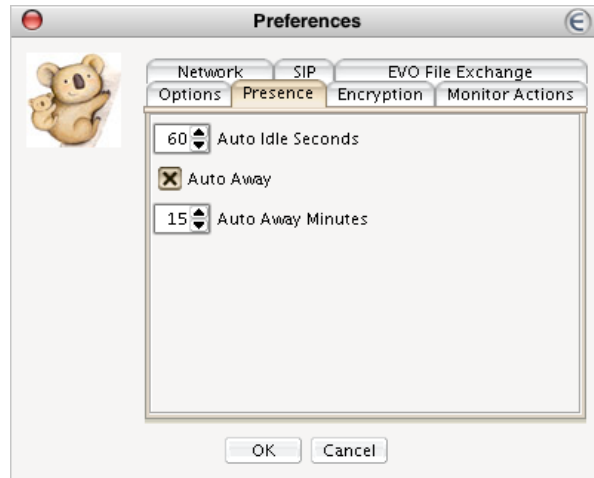 Preferences
Network SIP EVO File Exchange
Options Presence Encryption Monitor Actions
60 Auto Idle Seconds
Auto Away
15 Auto Away Minutes
OK Cancel